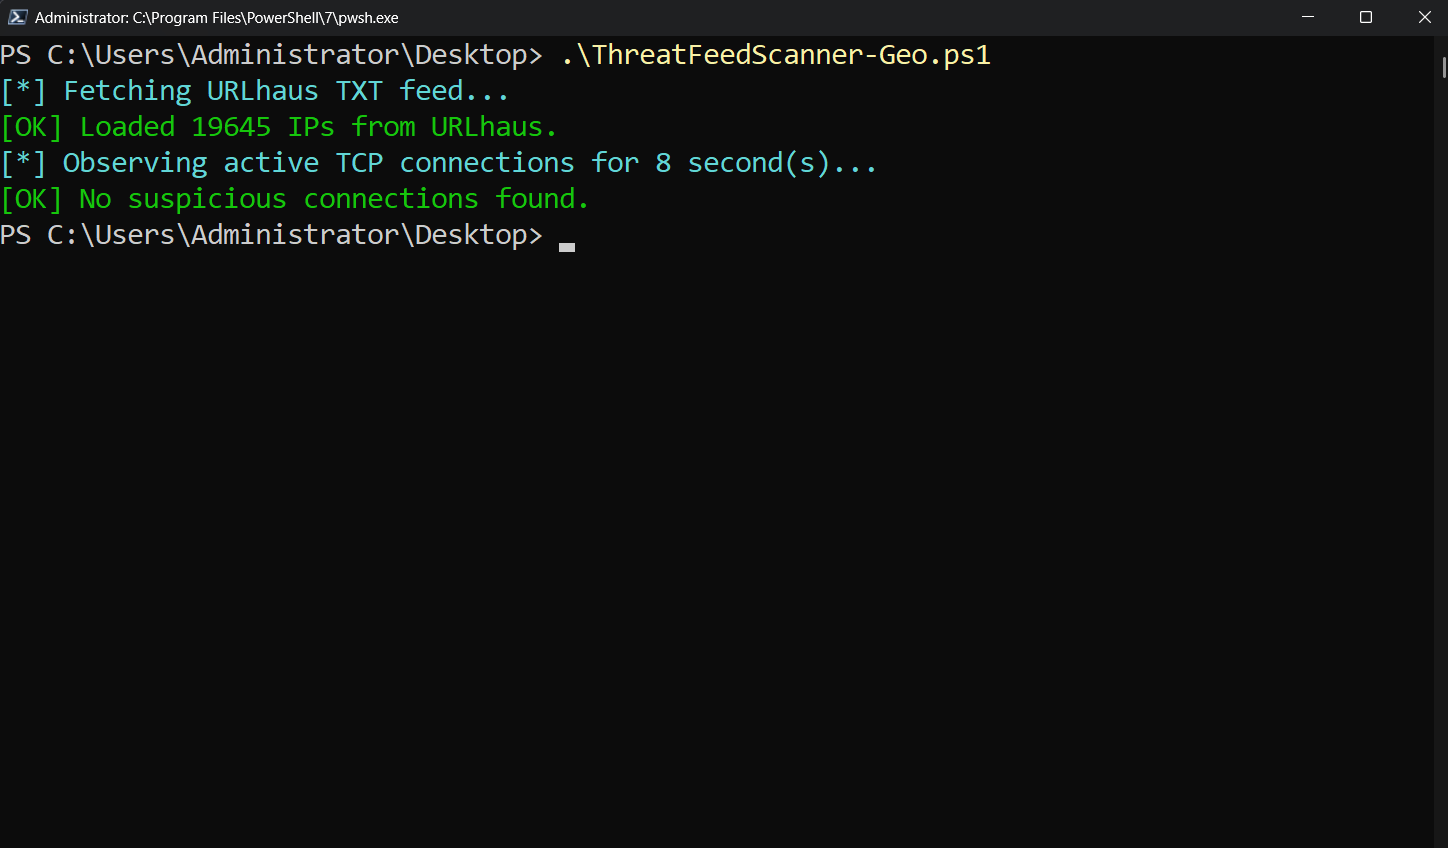 Administrator: C:\Program Files\PowerShell\7\pwsh.exe
PS C:\Users\Administrator\Desktop> .\ThreatFeedScanner-Geo.ps1
[*] Fetching URLhaus TXT feed...
[OK] Loaded 19645 IPs from URLhaus.
[*] Observing active TCP connections for 8 second(s)...
[OK] No suspicious connections found.
PS C:\Users\Administrator\Desktop>